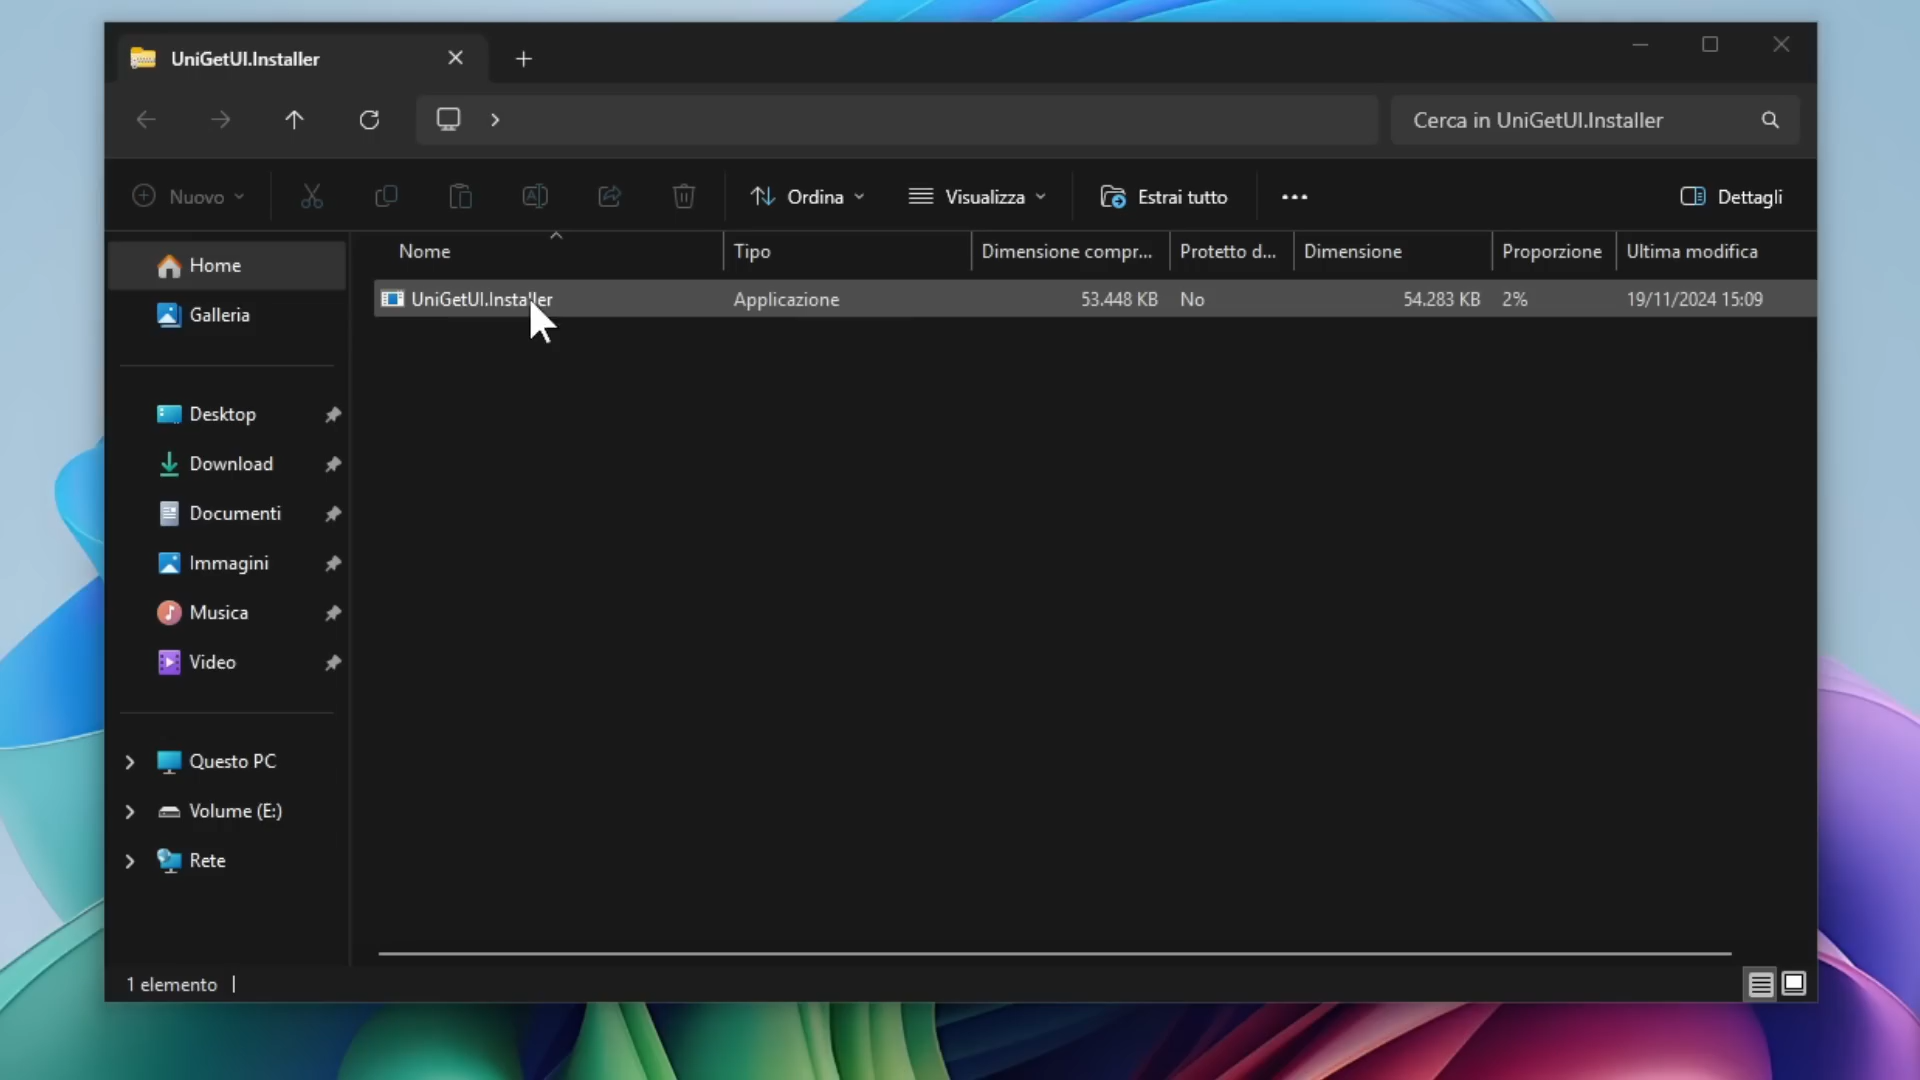 UniGetUI.Installer
Cerca in UniGetUI.Installer
Nuovo
Ordina
Visualizza
Estrai tutto
Dettagli
Nome Tipo Dimensione compr... Protetto d... Dimensione Proporzione Ultima modifica
UniGetUI.Installer Applicazione 53.448 KB No 54.283 KB 2% 19/11/2024 15:09
Home
Galleria
Desktop
Download
Documenti
Immagini
Musica
Video
Questo PC
Volume (E:)
Rete
1 elemento